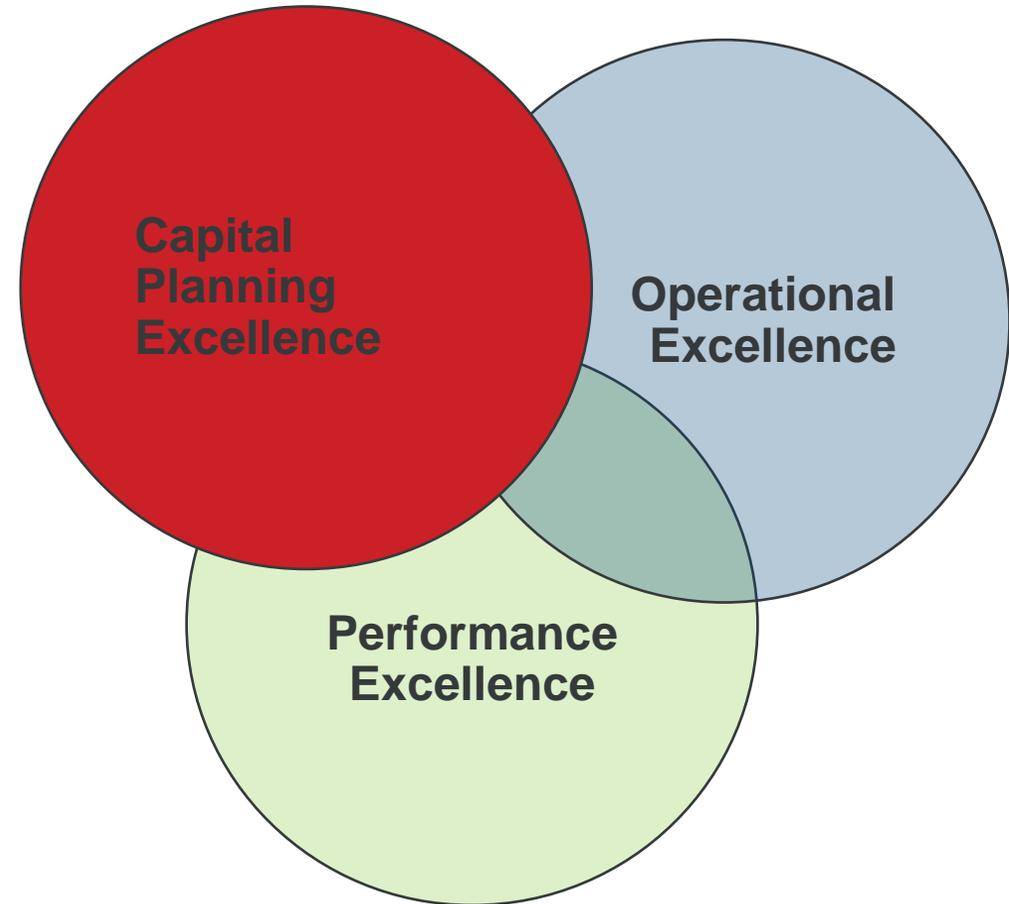 Capital
Planning
Excellence
Operational
Excellence
Performance
Excellence